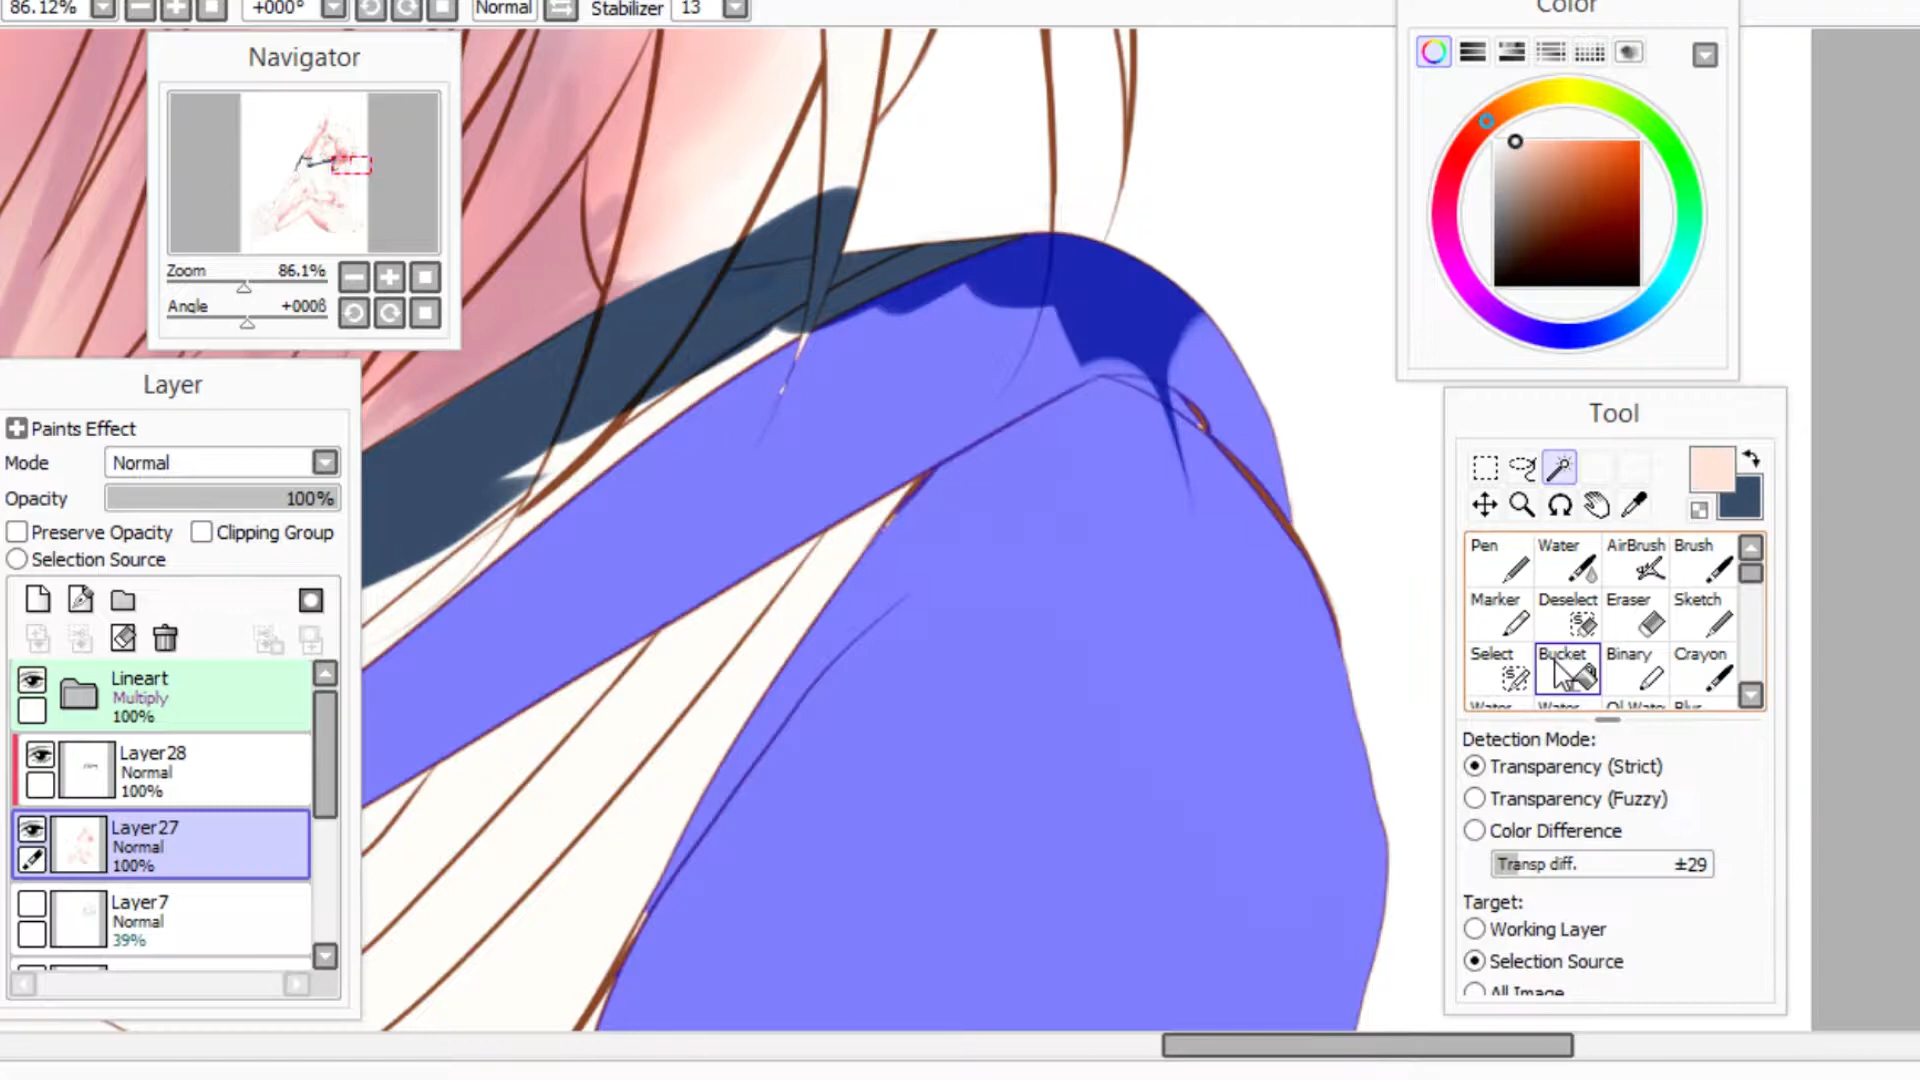 86.12%
+000°
Normal
Stabilizer 13
Color
Navigator
Zoom 86.1%
Angle +000ß
Layer
Paints Effect
Mode Normal
Opacity 100%
Preserve Opacity Clipping Group
Selection Source
Lineart
Multiply
100%
Layer28
Normal
100%
Layer27
Normal
100%
Layer7
Normal
39%
Tool
Pen Water AirBrush Brush
Marker Deselect Eraser Sketch
Select Bucket Binary Crayon
Water Water Oil Wate Blur
Detection Mode:
Transparency (Strict)
Transparency (Fuzzy)
Color Difference
Transp diff. ±29
Target:
Working Layer
Selection Source
All Image